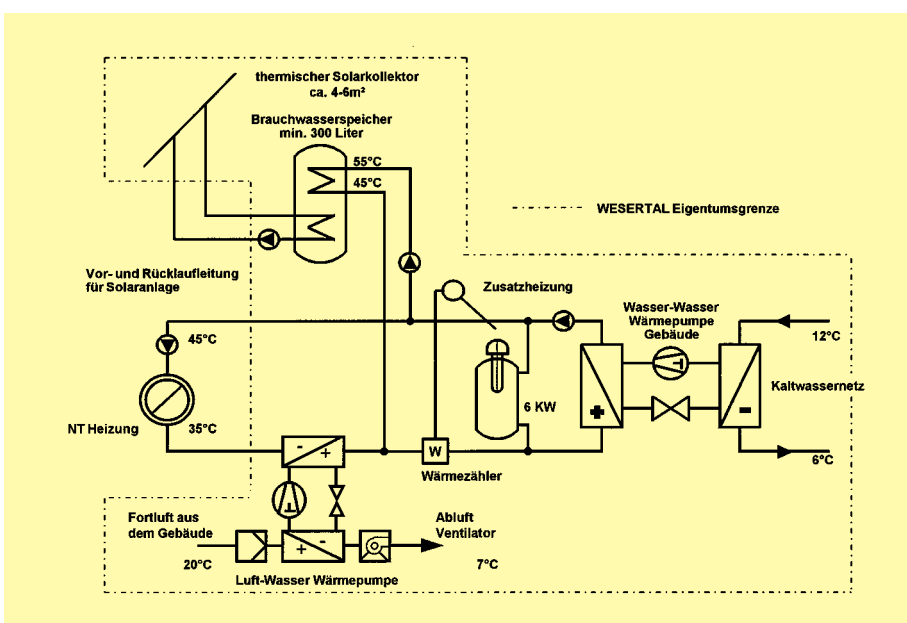 thermischer Solarkollektor
ca. 4-6m²
Brauchwasserspeicher
min. 300 Liter
55°C
45°C
WESERTAL Eigentumsgrenze
Vor- und Rücklaufleitung
für Solaranlage
Zusatzheizung
Wasser-Wasser
Wärmepumpe
Gebäude
45°C
12°C
Kaltwassernetz
6 KW
+
-
NT Heizung
35°C
- +
W
Wärmezähler
6°C
Fortluft aus
dem Gebäude
Abluft
Ventilator
+ -
20°C
7°C
Luft-Wasser Wärmepumpe